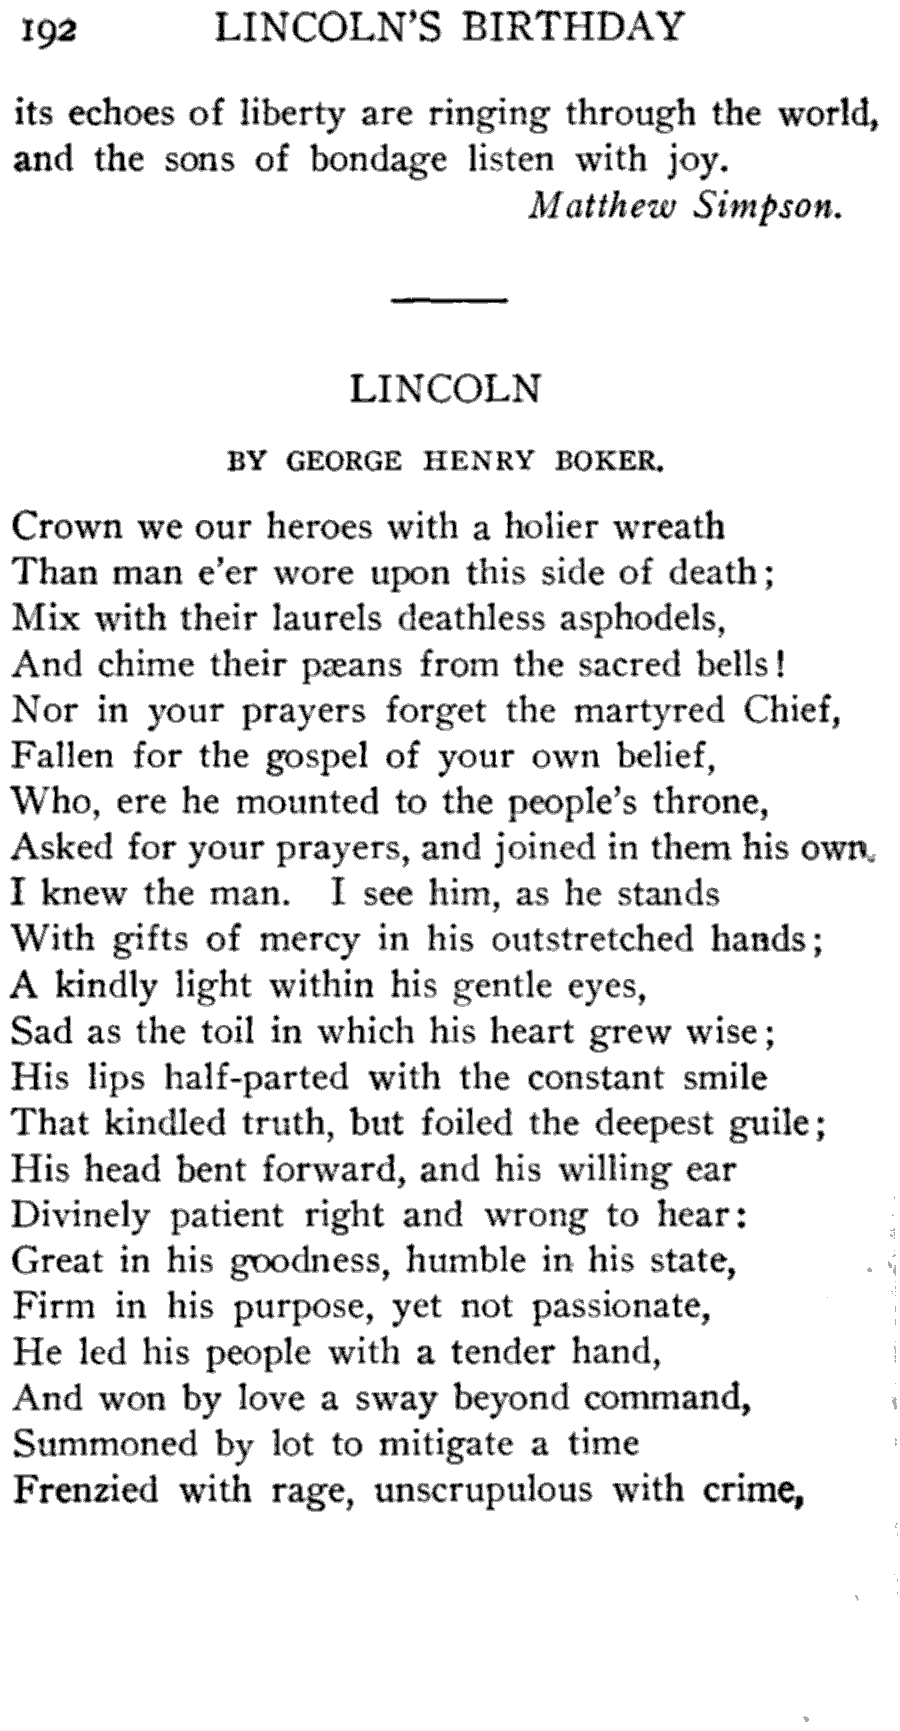 192 LINCOLN'S BIRTHDAY
its echoes of liberty are ringing through the world,
and the sons of bondage listen with joy.
Matthew Simpson.
LINCOLN
BY GEORGE HENRY BOKER.
Crown we our heroes with a holier wreath
Than man e'er wore upon this side of death;
Mix with their laurels deathless asphodels,
And chime their pæans from the sacred bells!
Nor in your prayers forget the martyred Chief,
Fallen for the gospel of your own belief,
Who, ere he mounted to the people's throne,
Asked for your prayers, and joined in them his own.
I knew the man. I see him, as he stands
With gifts of mercy in his outstretched hands;
A kindly light within his gentle eyes,
Sad as the toil in which his heart grew wise;
His lips half-parted with the constant smile
That kindled truth, but foiled the deepest guile;
His head bent forward, and his willing ear
Divinely patient right and wrong to hear:
Great in his goodness, humble in his state,
Firm in his purpose, yet not passionate,
He led his people with a tender hand,
And won by love a sway beyond command,
Summoned by lot to mitigate a time
Frenzied with rage, unscrupulous with crime,